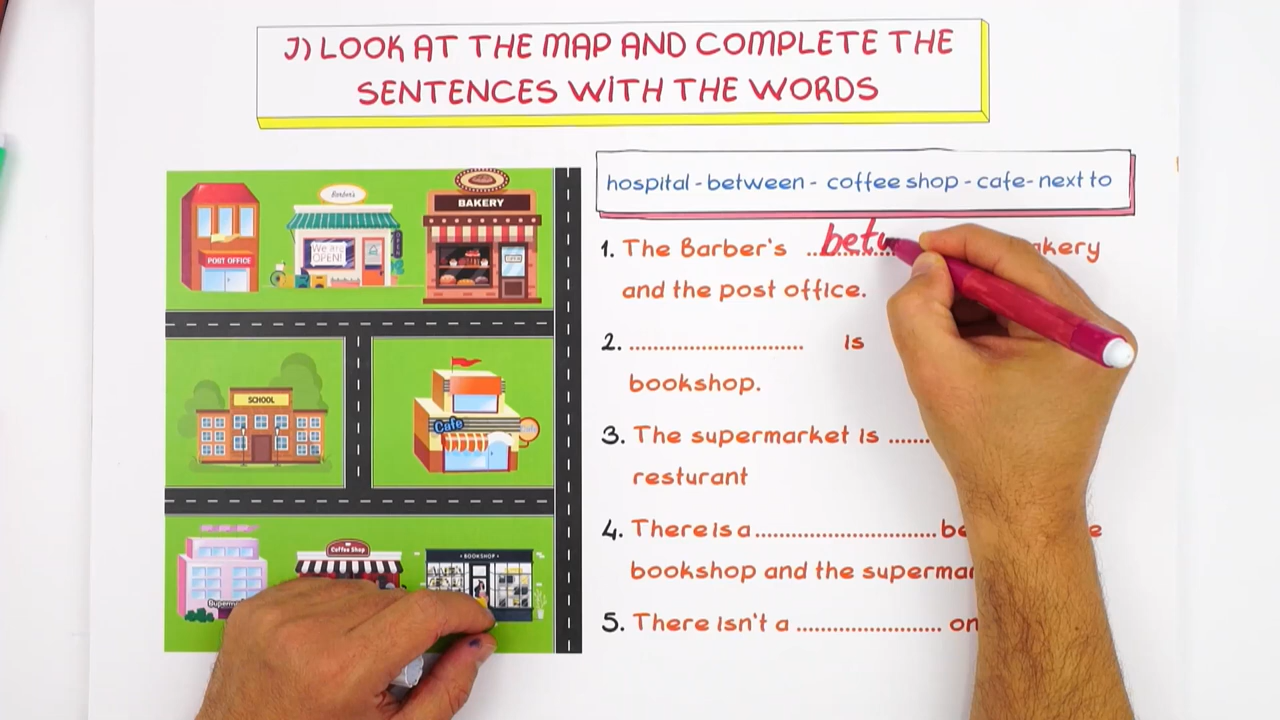 J) LOOK AT THE MAP AND COMPLETE THE
SENTENCES WITH THE WORDS
hospital - between - coffee shop - cafe - next to
1. The Barber's ..betw
and the post office.
2. ............................ is
bookshop.
3. The supermarket is .......
resturant
4. There is a ............................
bookshop and the
5. There isn't a ........................ on
Barber's
BAKERY
We are
OPEN!
POST OFFICE
SCHOOL
Cafe
Coffee Shop
BOOKSHOP